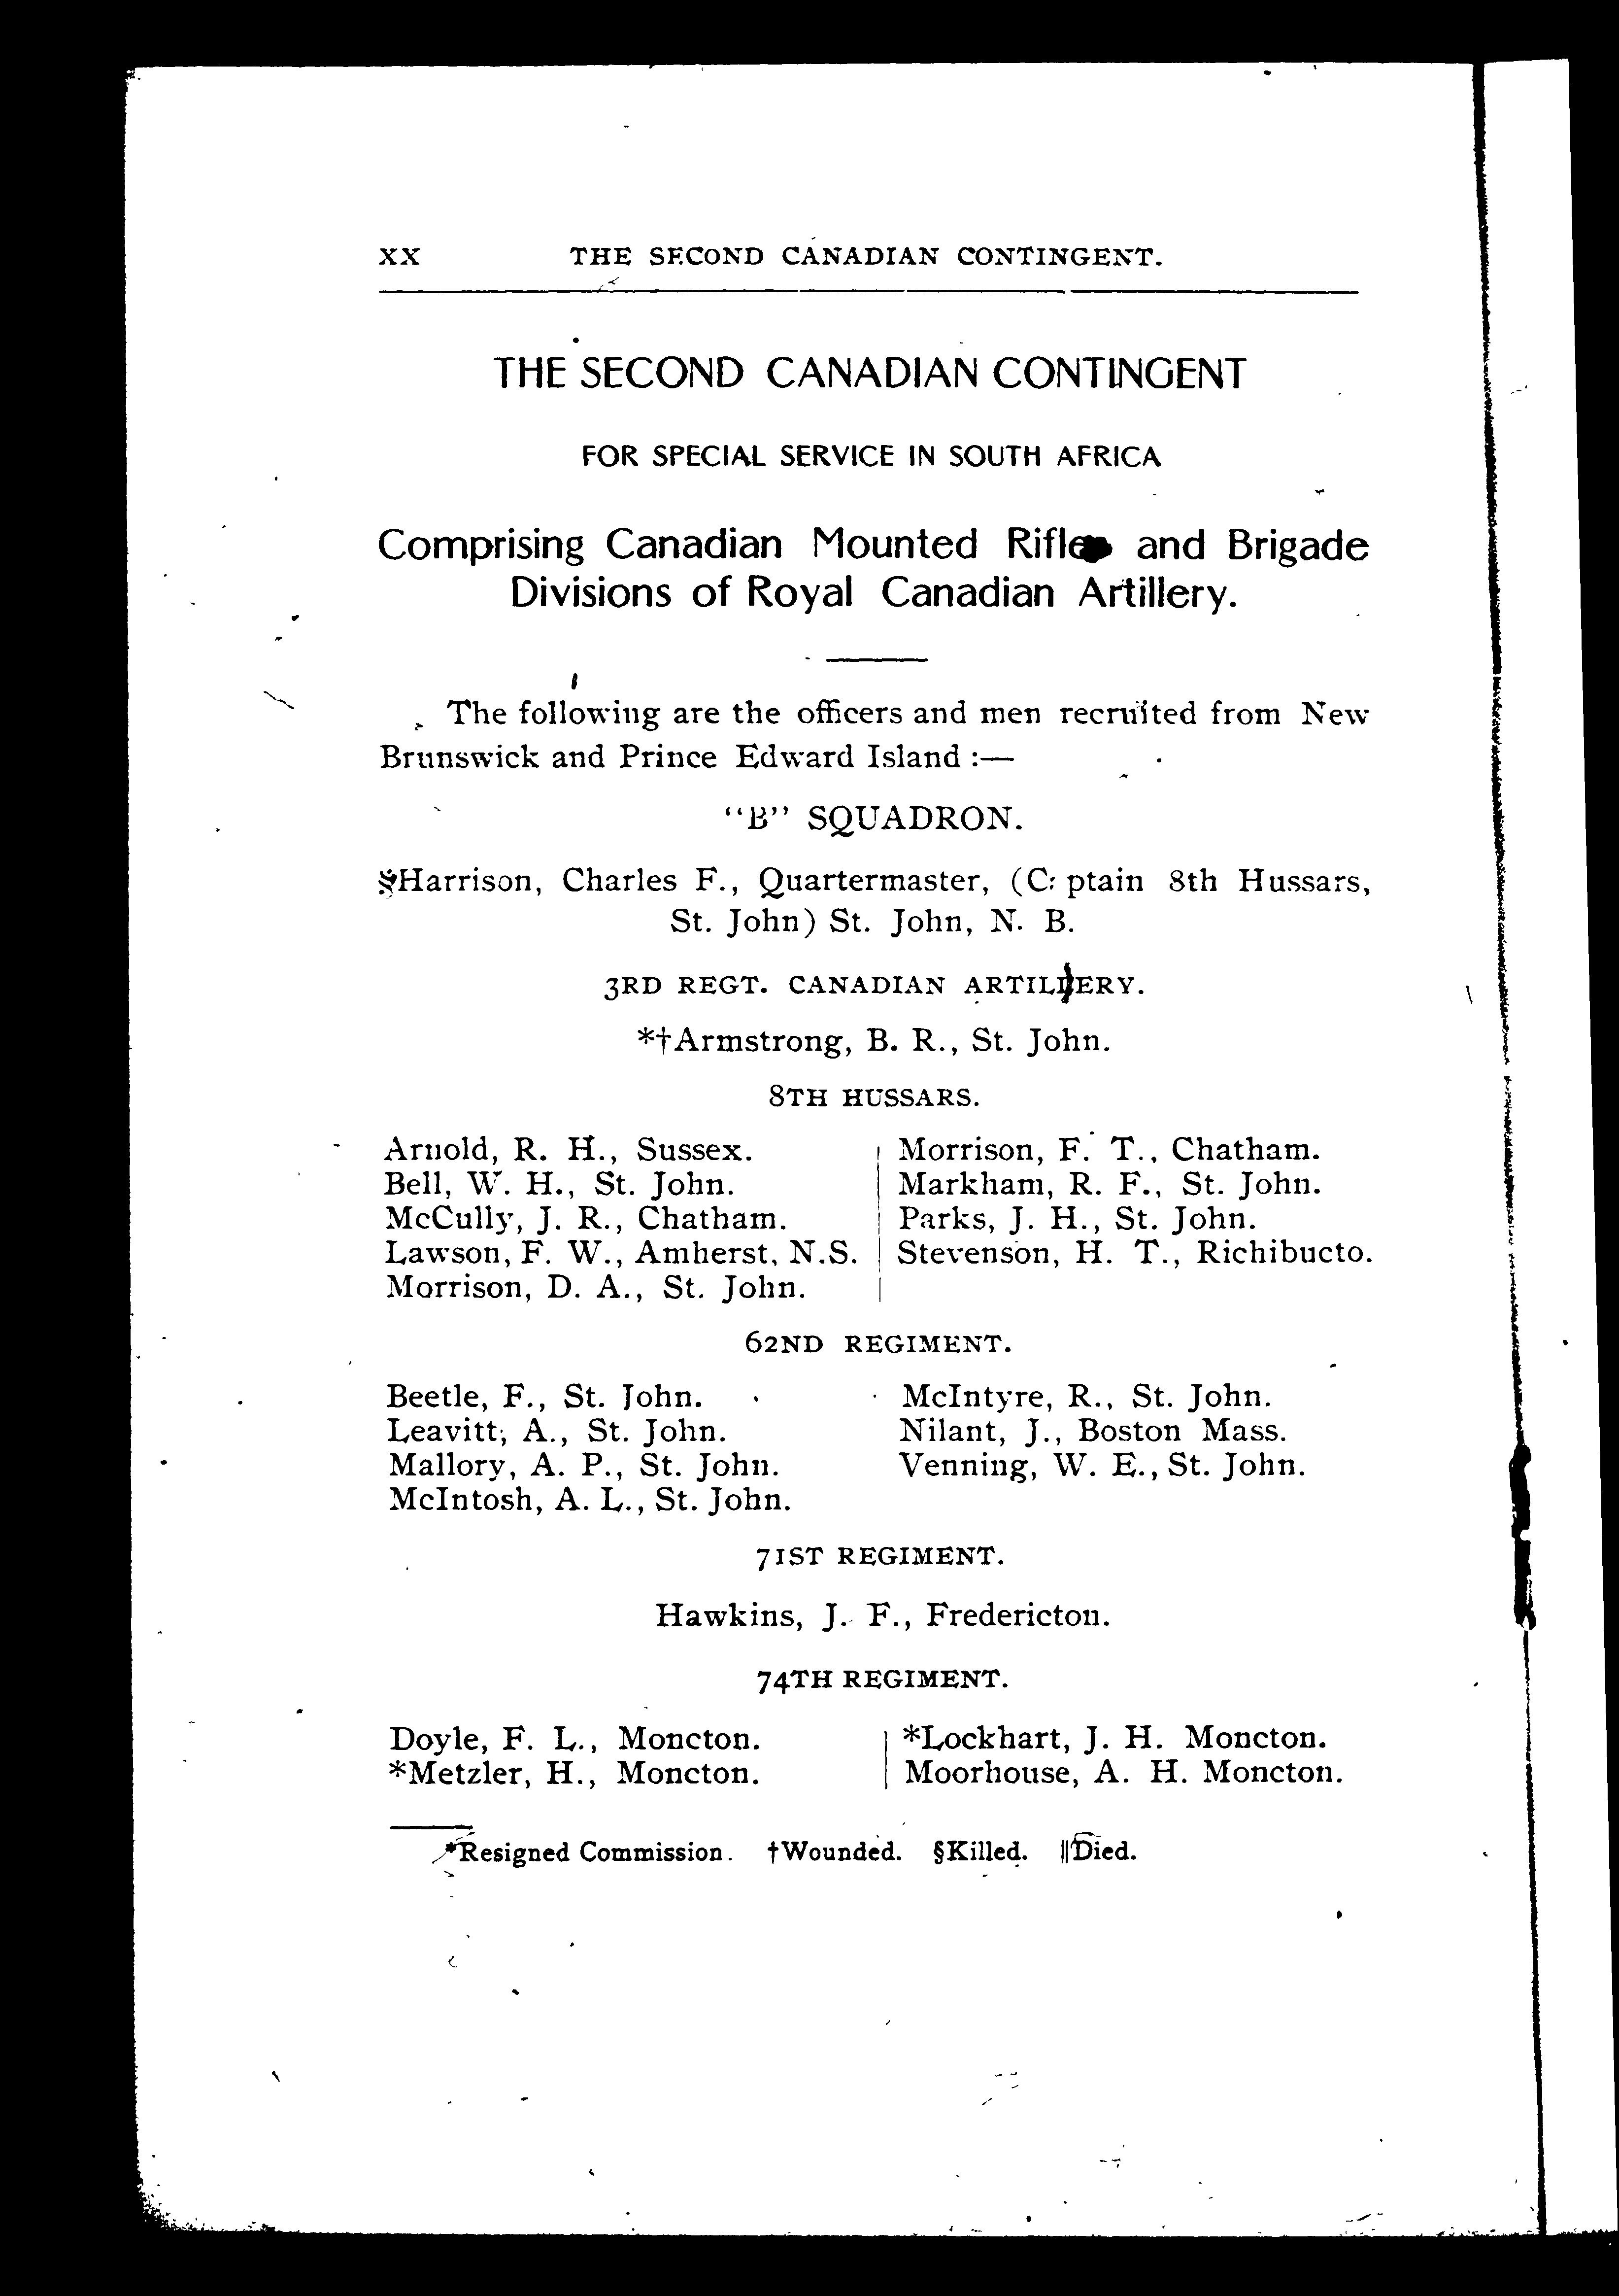 XX THE SECOND CANADIAN CONTINGENT.
THE SECOND CANADIAN CONTINGENT
FOR SPECIAL SERVICE IN SOUTH AFRICA
Comprising Canadian Mounted Rifles and Brigade
Divisions of Royal Canadian Artillery.
The following are the officers and men recruited from New
Brunswick and Prince Edward Island :—
"B" SQUADRON.
§Harrison, Charles F., Quartermaster, (Captain 8th Hussars,
St. John) St. John, N. B.
3RD REGT. CANADIAN ARTILLERY.
*†Armstrong, B. R., St. John.
8TH HUSSARS.
Arnold, R. H., Sussex.
Bell, W. H., St. John.
McCully, J. R., Chatham.
Lawson, F. W., Amherst, N.S.
Morrison, D. A., St. John.
Morrison, F. T., Chatham.
Markham, R. F., St. John.
Parks, J. H., St. John.
Stevenson, H. T., Richibucto.
62ND REGIMENT.
Beetle, F., St. John.
Leavitt, A., St. John.
Mallory, A. P., St. John.
McIntosh, A. L., St. John.
McIntyre, R., St. John.
Nilant, J., Boston Mass.
Venning, W. E., St. John.
71ST REGIMENT.
Hawkins, J. F., Fredericton.
74TH REGIMENT.
Doyle, F. L., Moncton.
*Metzler, H., Moncton.
*Lockhart, J. H. Moncton.
Moorhouse, A. H. Moncton.
*Resigned Commission. †Wounded. §Killed. ‖Died.